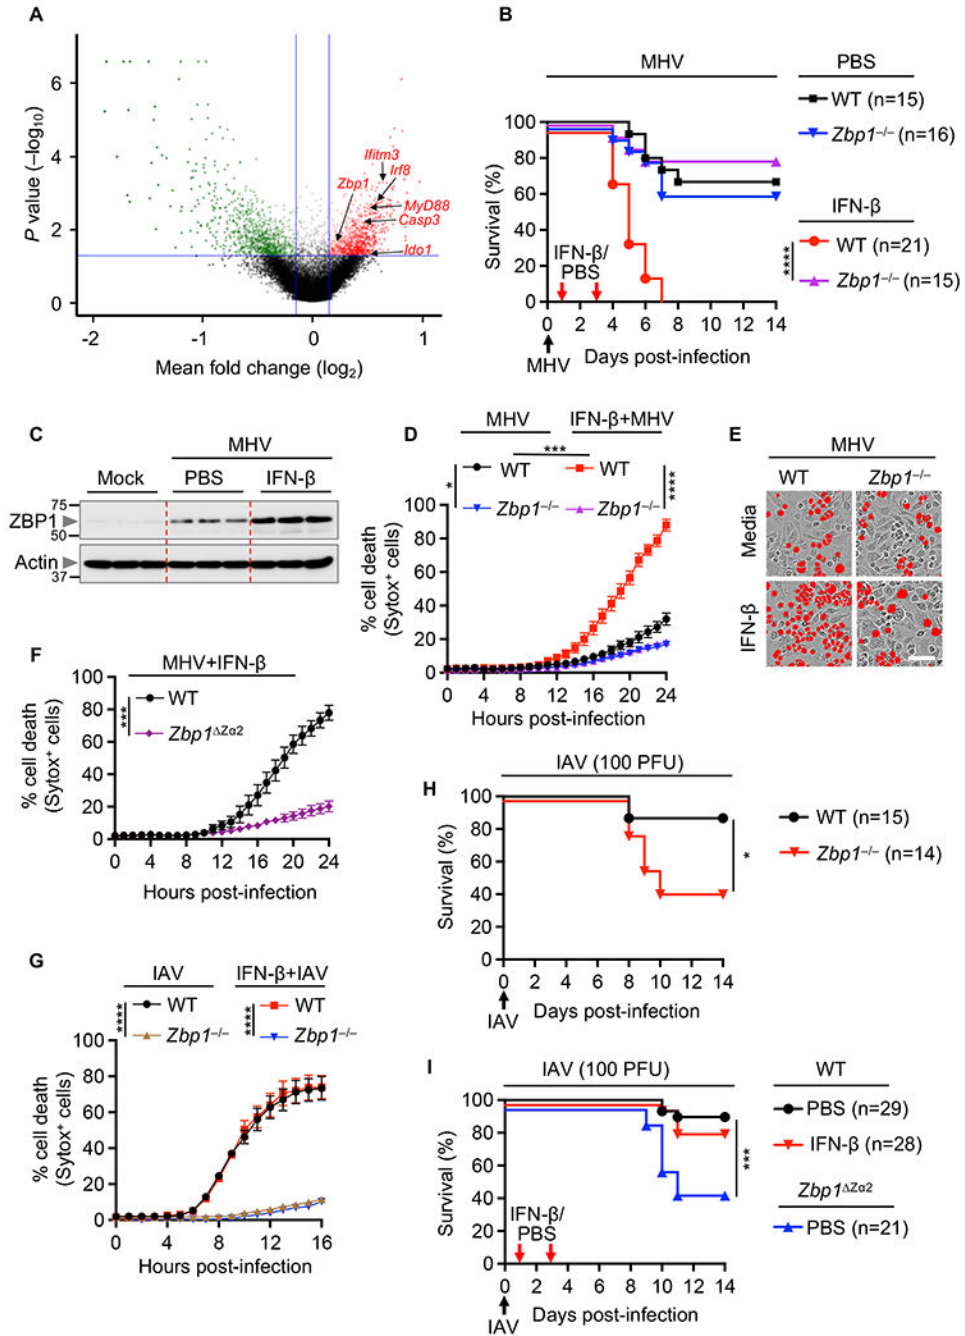 A
P value (–log10)
6
4
2
0
-2
-1
0
1
Mean fold change (log2)
Ifitm3
Irf8
Zbp1
MyD88
Casp3
Ido1
B
MHV
PBS
WT (n=15)
Zbp1–/– (n=16)
IFN-β
WT (n=21)
****
Zbp1–/– (n=15)
Survival (%)
100
80
60
40
20
0
IFN-β/
PBS
0 2 4 6 8 10 12 14
MHV
Days post-infection
C
MHV
Mock PBS IFN-β
75
ZBP1
50
Actin
37
D
MHV IFN-β+MHV
***
* WT WT ****
Zbp1–/– Zbp1–/–
% cell death
(Sytox+ cells)
100
80
60
40
20
0
0 4 8 12 16 20 24
Hours post-infection
E
MHV
WT Zbp1–/–
Media
IFN-β
F
MHV+IFN-β
WT
***
Zbp1ΔZα2
% cell death
(Sytox+ cells)
100
80
60
40
20
0
0 4 8 12 16 20 24
Hours post-infection
G
IAV IFN-β+IAV
**** WT **** WT
Zbp1–/– Zbp1–/–
% cell death
(Sytox+ cells)
100
80
60
40
20
0
0 4 8 12 16
Hours post-infection
H
IAV (100 PFU)
WT (n=15)
*
Zbp1–/– (n=14)
Survival (%)
100
80
60
40
20
0
0 2 4 6 8 10 12 14
IAV
Days post-infection
I
IAV (100 PFU)
WT
PBS (n=29)
IFN-β (n=28)
***
Zbp1ΔZα2
PBS (n=21)
Survival (%)
100
80
60
40
20
0
IFN-β/
PBS
0 2 4 6 8 10 12 14
IAV
Days post-infection